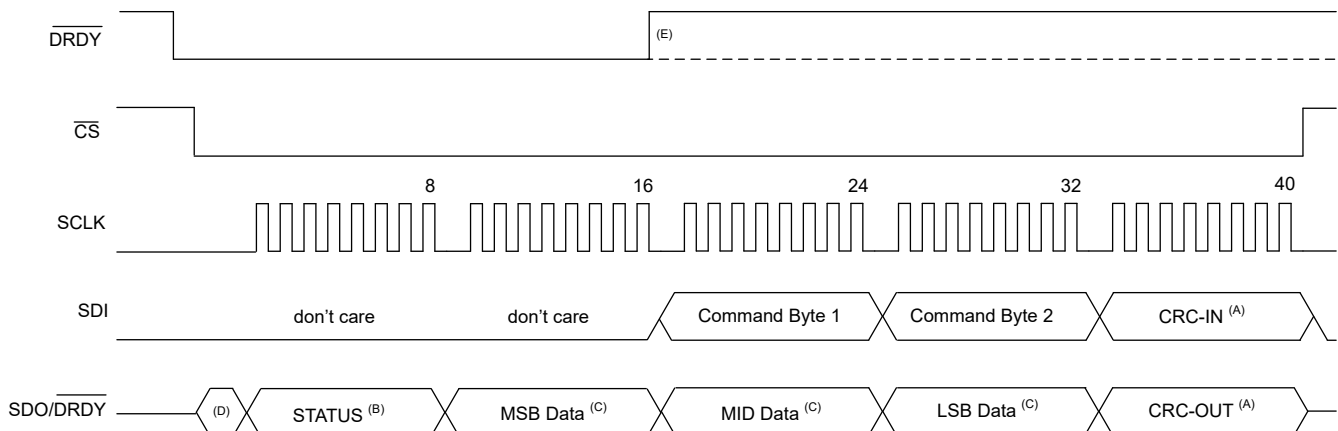 DRDY
(E)
CS
8 16 24 32 40
SCLK
SDI don't care don't care Command Byte 1 Command Byte 2 CRC-IN (A)
SDO/DRDY (D) STATUS (B) MSB Data (C) MID Data (C) LSB Data (C) CRC-OUT (A)